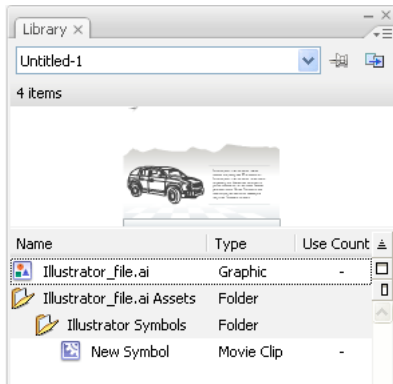 Library ×
Untitled-1
4 items
Name Type Use Count
Illustrator_file.ai Graphic -
Illustrator_file.ai Assets Folder
Illustrator Symbols Folder
New Symbol Movie Clip -